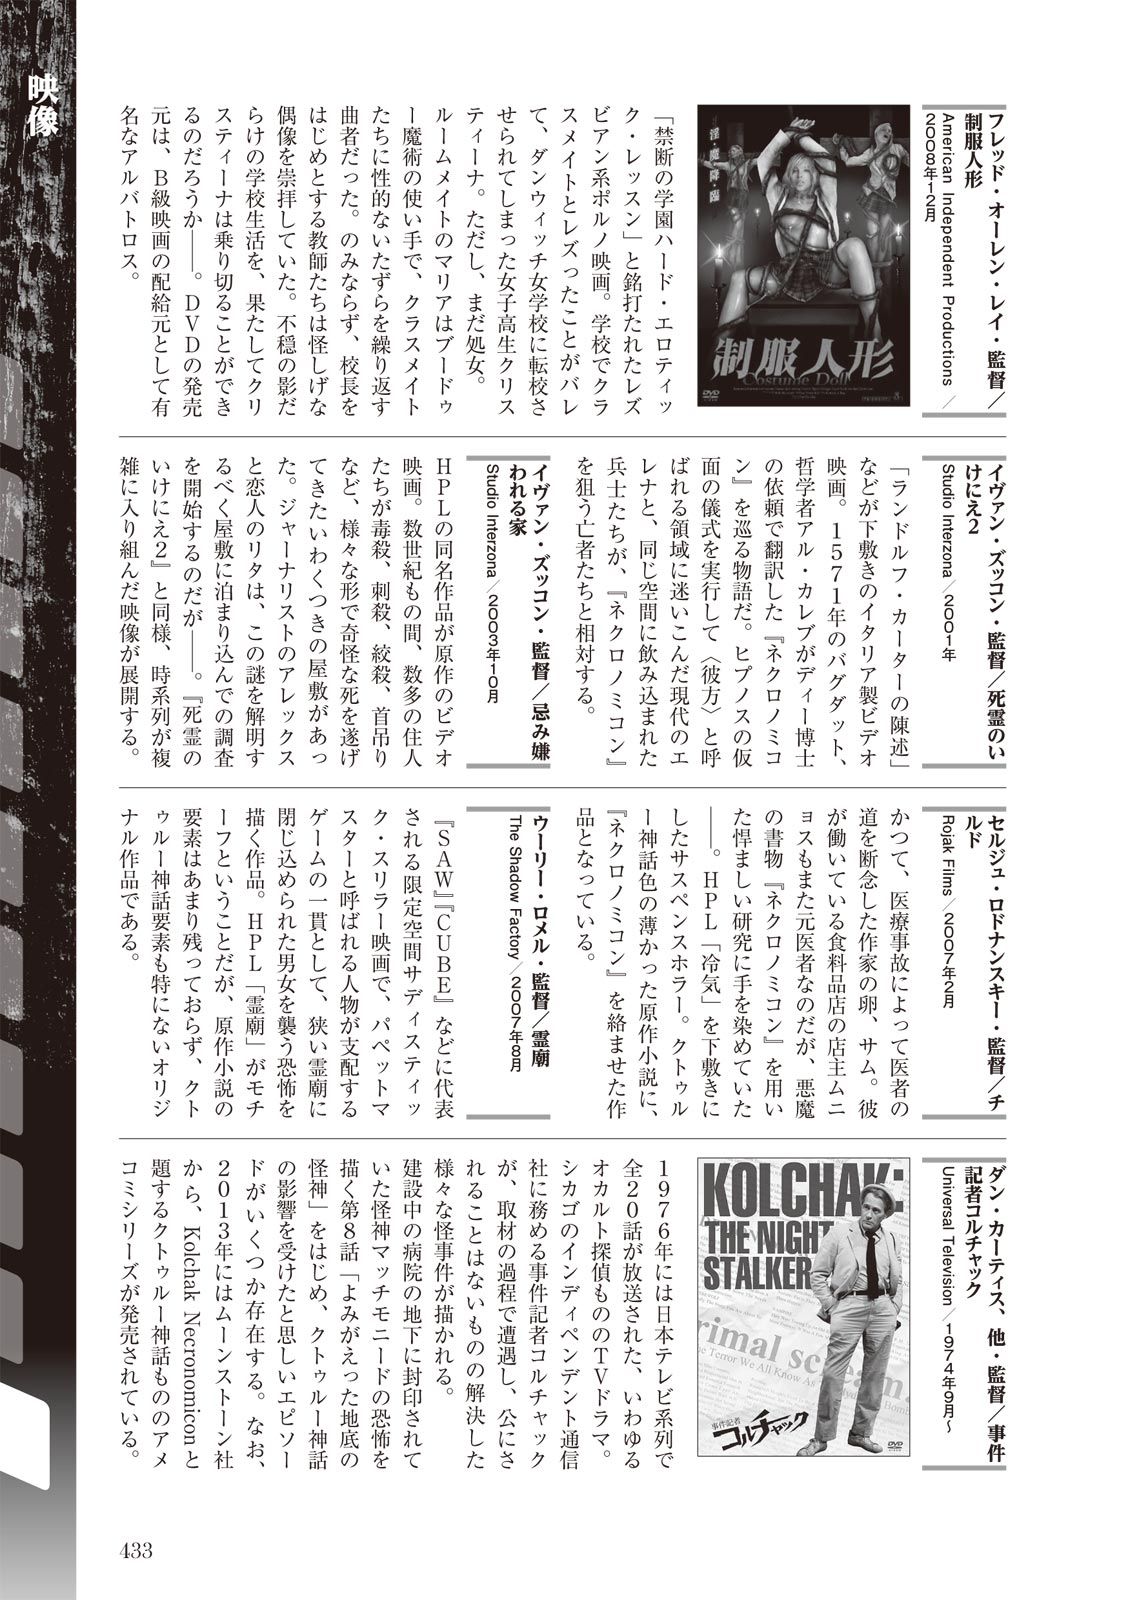 映像
フレッド・オーレン・レイ・監督／
制服人形
American Independent Productions ／
2008年12月
淫・魔・降・臨
制服人形
Costume Doll
DVD
「禁断の学園ハード・エロティッ
ク・レッスン」と銘打たれたレズ
ビアン系ポルノ映画。学校でクラ
スメイトとレズったことがバレ
て、ダンウィッチ女学校に転校さ
せられてしまった女子高生クリス
ティーナ。ただし、まだ処女。
ルームメイトのマリアはブードゥ
ー魔術の使い手で、クラスメイト
たちに性的ないたずらを繰り返す
曲者だった。のみならず、校長を
はじめとする教師たちは怪しげな
偶像を崇拝していた。不穏の影だ
らけの学校生活を、果たしてクリ
スティーナは乗り切ることができ
るのだろうか――。DVDの発売
元は、B級映画の配給元として有
名なアルバトロス。
イヴァン・ズッコン・監督／死霊のい
けにえ2
Studio Interzona／2001年
「ランドルフ・カーターの陳述」
などが下敷きのイタリア製ビデオ
映画。1571年のバグダット、
哲学者アル・カレブがディー博士
の依頼で翻訳した『ネクロノミコ
ン』を巡る物語だ。ヒプノスの仮
面の儀式を実行して〈彼方〉と呼
ばれる領域に迷いこんだ現代のエ
レナと、同じ空間に飲み込まれた
兵士たちが、『ネクロノミコン』
を狙う亡者たちと相対する。
イヴァン・ズッコン・監督／忌み嫌
われる家
Studio Interzona／2003年10月
HPLの同名作品が原作のビデオ
映画。数世紀もの間、数多の住人
たちが毒殺、刺殺、絞殺、首吊り
など、様々な形で奇怪な死を遂げ
てきたいわくつきの屋敷があっ
た。ジャーナリストのアレックス
と恋人のリタは、この謎を解明す
るべく屋敷に泊まり込んでの調査
を開始するのだが――。『死霊の
いけにえ2』と同様、時系列が複
雑に入り組んだ映像が展開する。
セルジュ・ロドナンスキー・監督／チ
ルド
Rojak Films／2007年2月
かつて、医療事故によって医者の
道を断念した作家の卵、サム。彼
が働いている食料品店の店主ムニ
ョスもまた元医者なのだが、悪魔
の書物『ネクロノミコン』を用い
た悍ましい研究に手を染めていた
――。HPL「冷気」を下敷きに
したサスペンスホラー。クトゥル
ー神話色の薄かった原作小説に、
『ネクロノミコン』を絡ませた作
品となっている。
ウーリー・ロメル・監督／霊廟
The Shadow Factory／2007年8月
『SAW』『CUBE』などに代表
される限定空間サディスティッ
ク・スリラー映画で、パペットマ
スターと呼ばれる人物が支配する
ゲームの一貫として、狭い霊廟に
閉じ込められた男女を襲う恐怖を
描く作品。HPL「霊廟」がモチ
ーフということだが、原作小説の
要素はあまり残っておらず、クト
ゥルー神話要素も特にないオリジ
ナル作品である。
ダン・カーティス、他・監督／事件
記者コルチャック
Universal Television／1974年9月〜
KOLCHAK:
THE NIGHT
STALKER
事件記者
コルチャック
DVD
1976年には日本テレビ系列で
全20話が放送された、いわゆる
オカルト探偵もののTVドラマ。
シカゴのインディペンデント通信
社に務める事件記者コルチャック
が、取材の過程で遭遇し、公にさ
れることはないものの解決した
様々な怪事件が描かれる。
建設中の病院の地下に封印されて
いた怪神マッチモニードの恐怖を
描く第8話「よみがえった地底の
怪神」をはじめ、クトゥルー神話
の影響を受けたと思しいエピソー
ドがいくつか存在する。なお、
2013年にはムーンストーン社
から、Kolchak Necronomiconと
題するクトゥルー神話もののアメ
コミシリーズが発売されている。
433